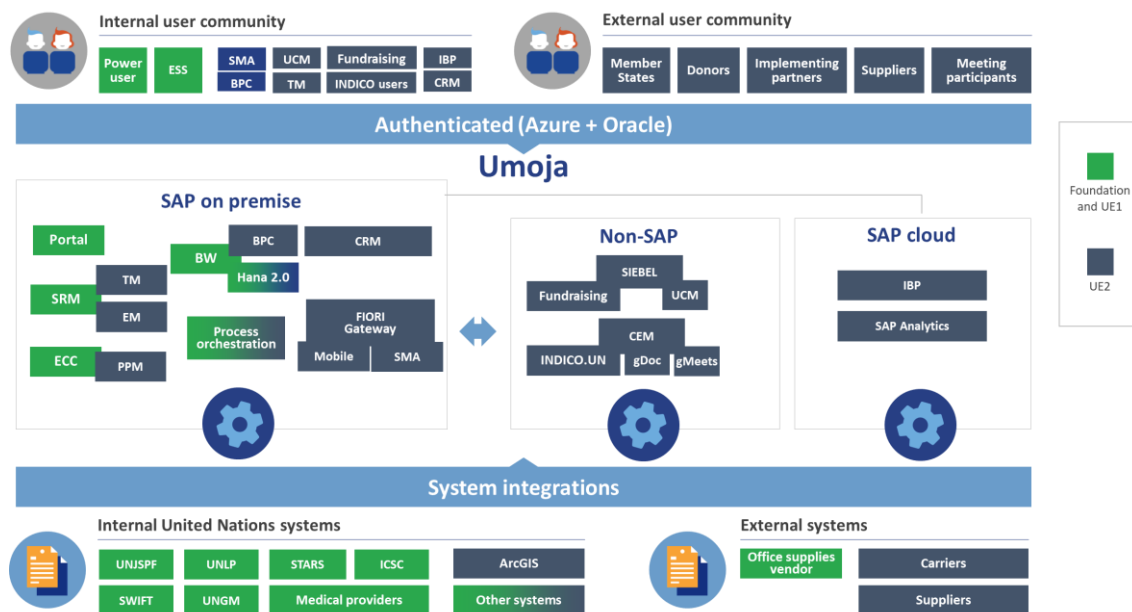 Internal user community
External user community
Power
user
ESS
SMA
UCM
Fundraising
IBP
BPC
TM
INDICO users
CRM
Member
States
Donors
Implementing
partners
Suppliers
Meeting
participants
Authenticated (Azure + Oracle)
Umoja
Foundation
and UE1
UE2
SAP on premise
Portal
BW
BPC
CRM
Hana 2.0
TM
SRM
EM
Process
orchestration
FIORI
Gateway
Mobile
SMA
ECC
PPM
Non-SAP
SIEBEL
Fundraising
UCM
CEM
INDICO.UN
gDoc
gMeets
SAP cloud
IBP
SAP Analytics
System integrations
Internal United Nations systems
UNJSPF
UNLP
STARS
ICSC
ArcGIS
SWIFT
UNGM
Medical providers
Other systems
External systems
Office supplies
vendor
Carriers
Suppliers